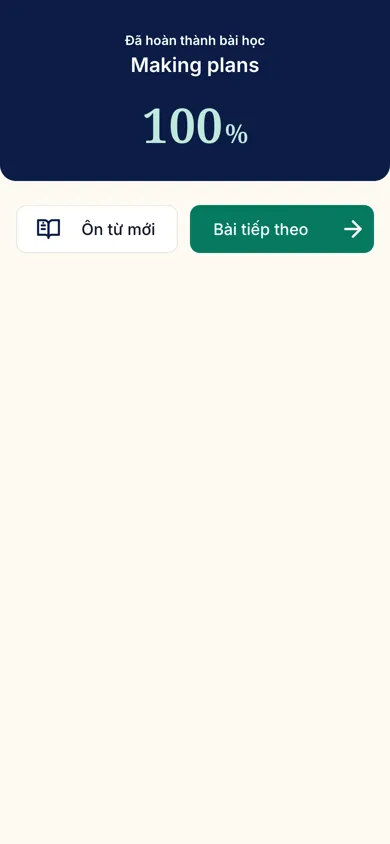 Đã hoàn thành bài học
Making plans
100%
Ôn từ mới
Bài tiếp theo